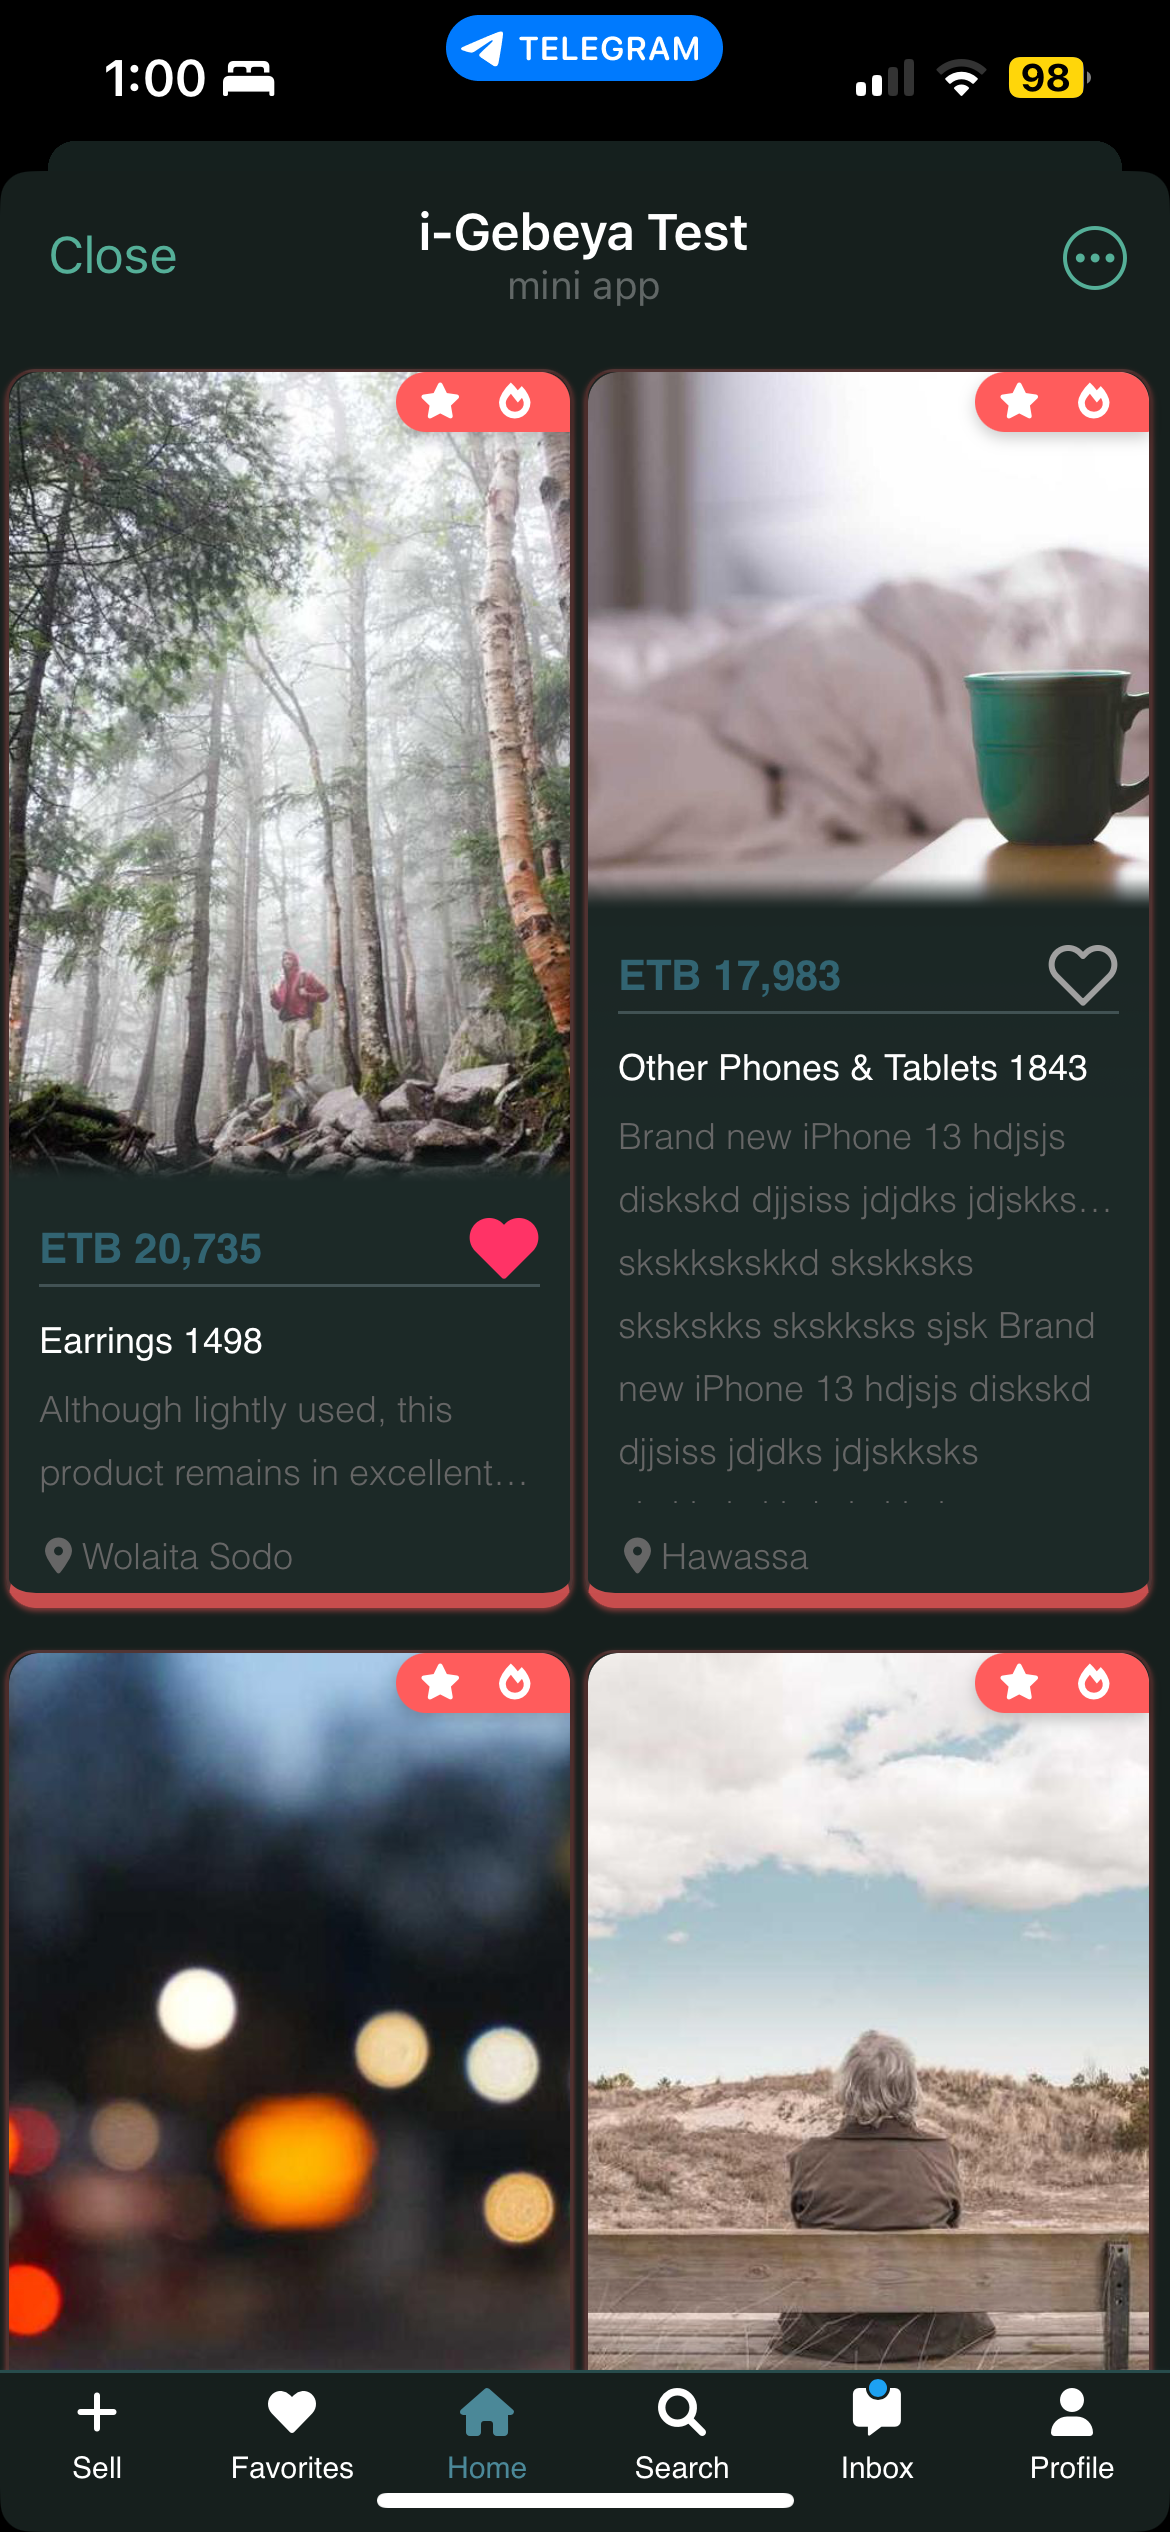 1:00
TELEGRAM
98
Close
i-Gebeya Test
mini app
ETB 20,735
Earrings 1498
Although lightly used, this
product remains in excellent...
Wolaita Sodo
ETB 17,983
Other Phones & Tablets 1843
Brand new iPhone 13 hdjsjs
diskskd djjsiss jdjdks jdjskks...
skskkskskkd skskksks
skskskks skskksks sjsk Brand
new iPhone 13 hdjsjs diskskd
djjsiss jdjdks jdjskksks
Hawassa
Sell
Favorites
Home
Search
Inbox
Profile